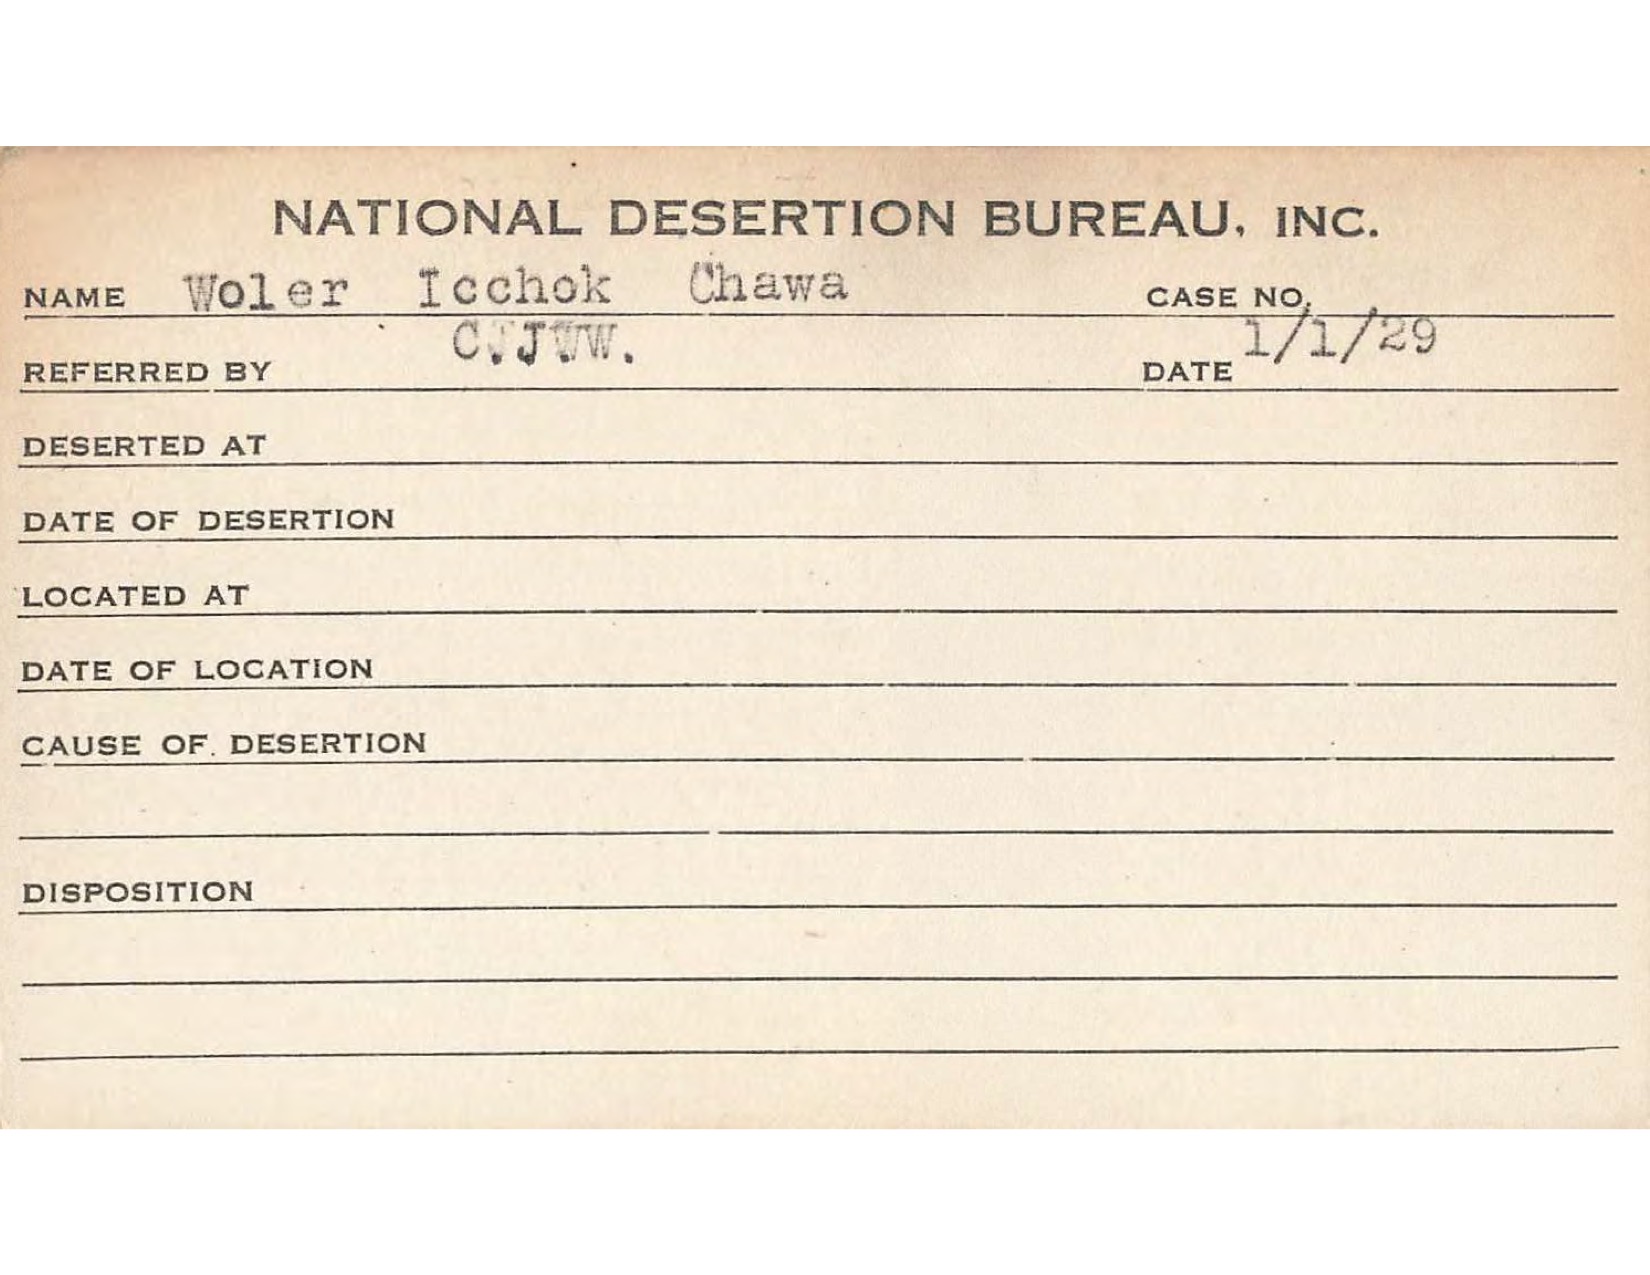 NATIONAL DESERTION BUREAU, INC.
NAME Woler Icchok Chawa CASE NO.
REFERRED BY DATE 1/1/29
DESERTED AT
DATE OF DESERTION
LOCATED AT
DATE OF LOCATION
CAUSE OF DESERTION
DISPOSITION